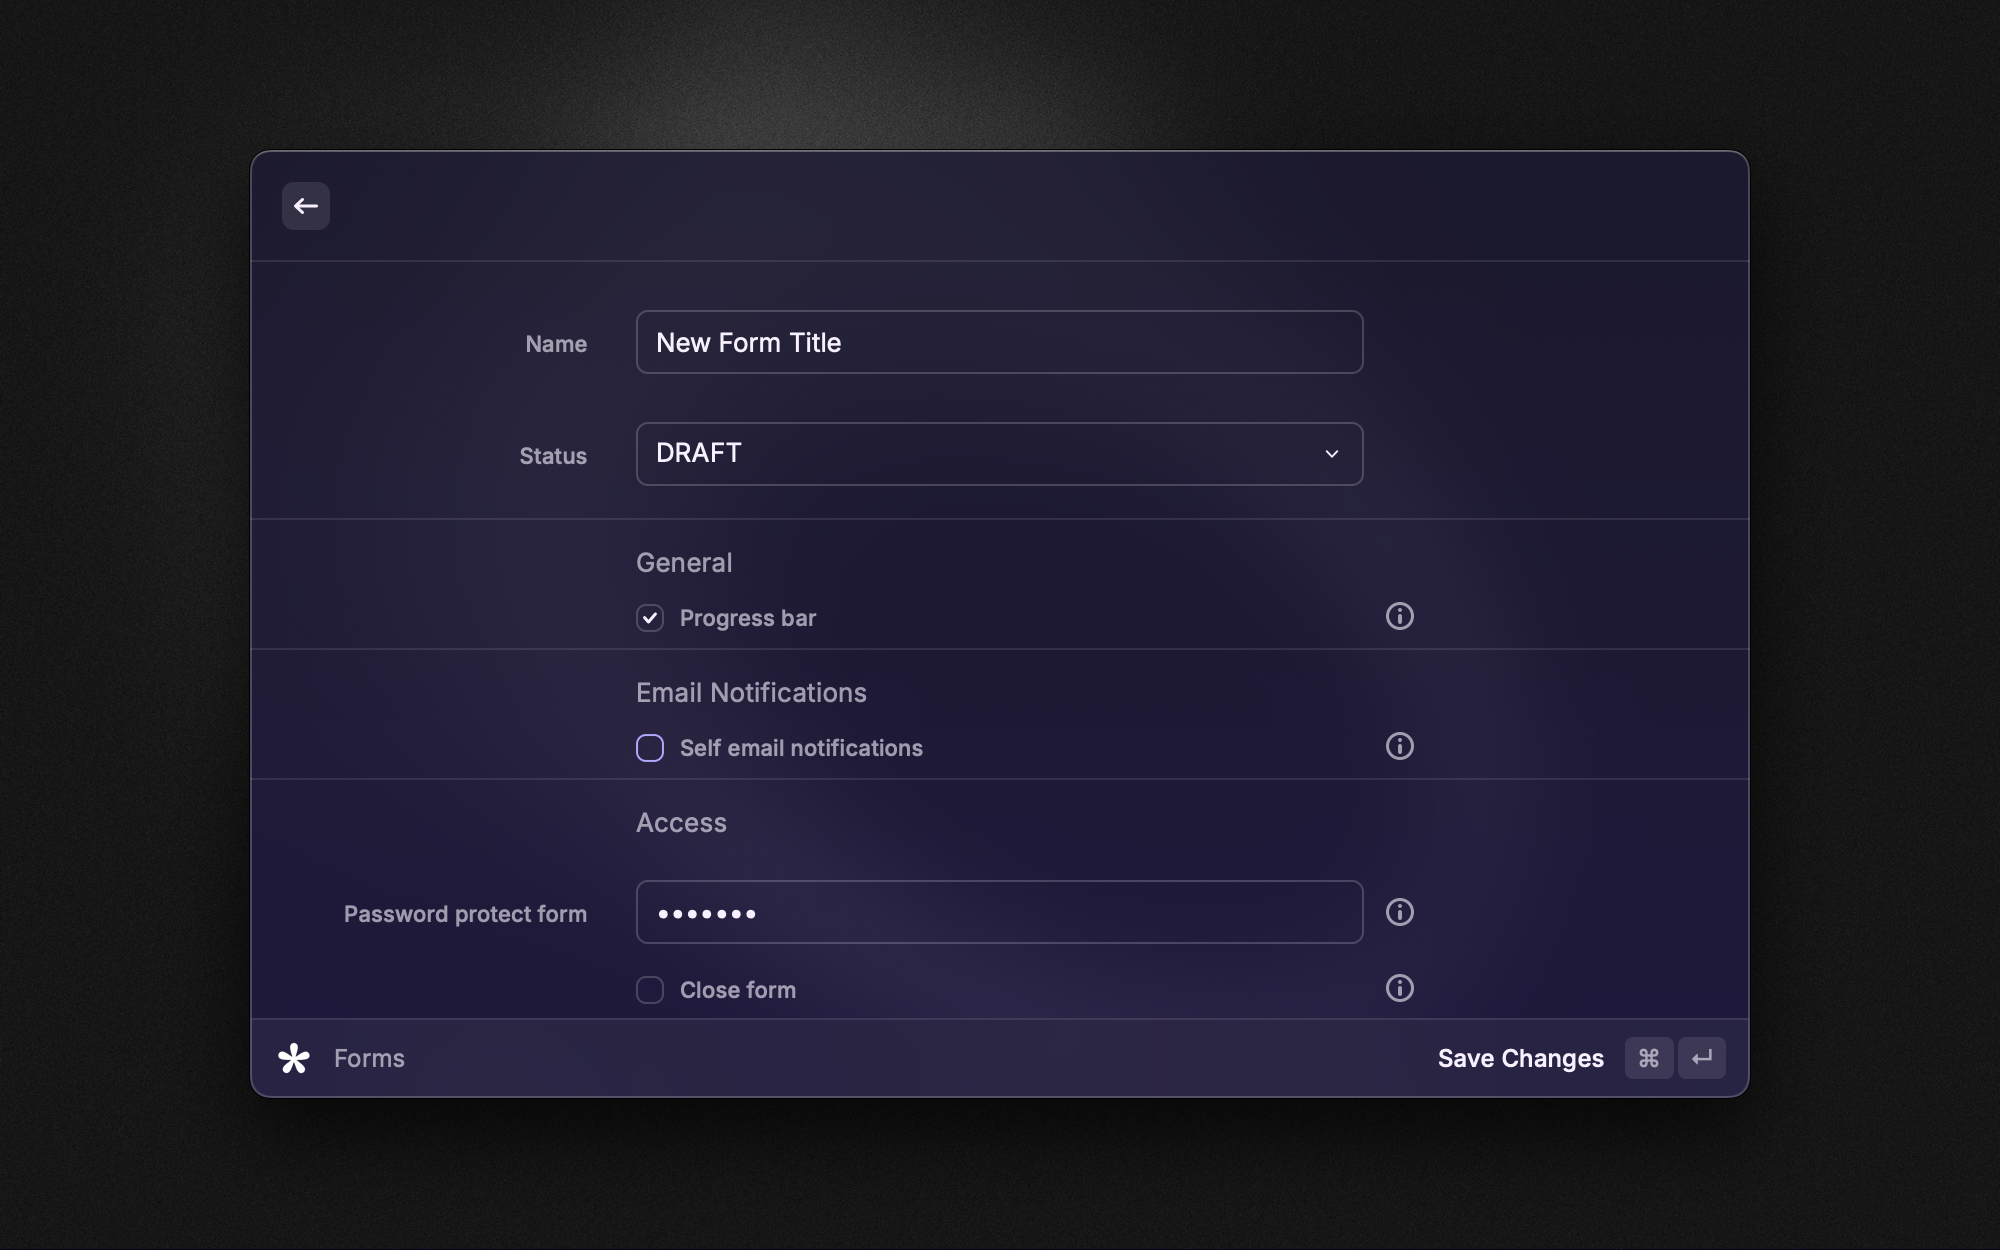 Name
New Form Title
Status
DRAFT
General
Progress bar
Email Notifications
Self email notifications
Access
Password protect form
•••••••
Close form
Forms
Save Changes ⌘ ↵